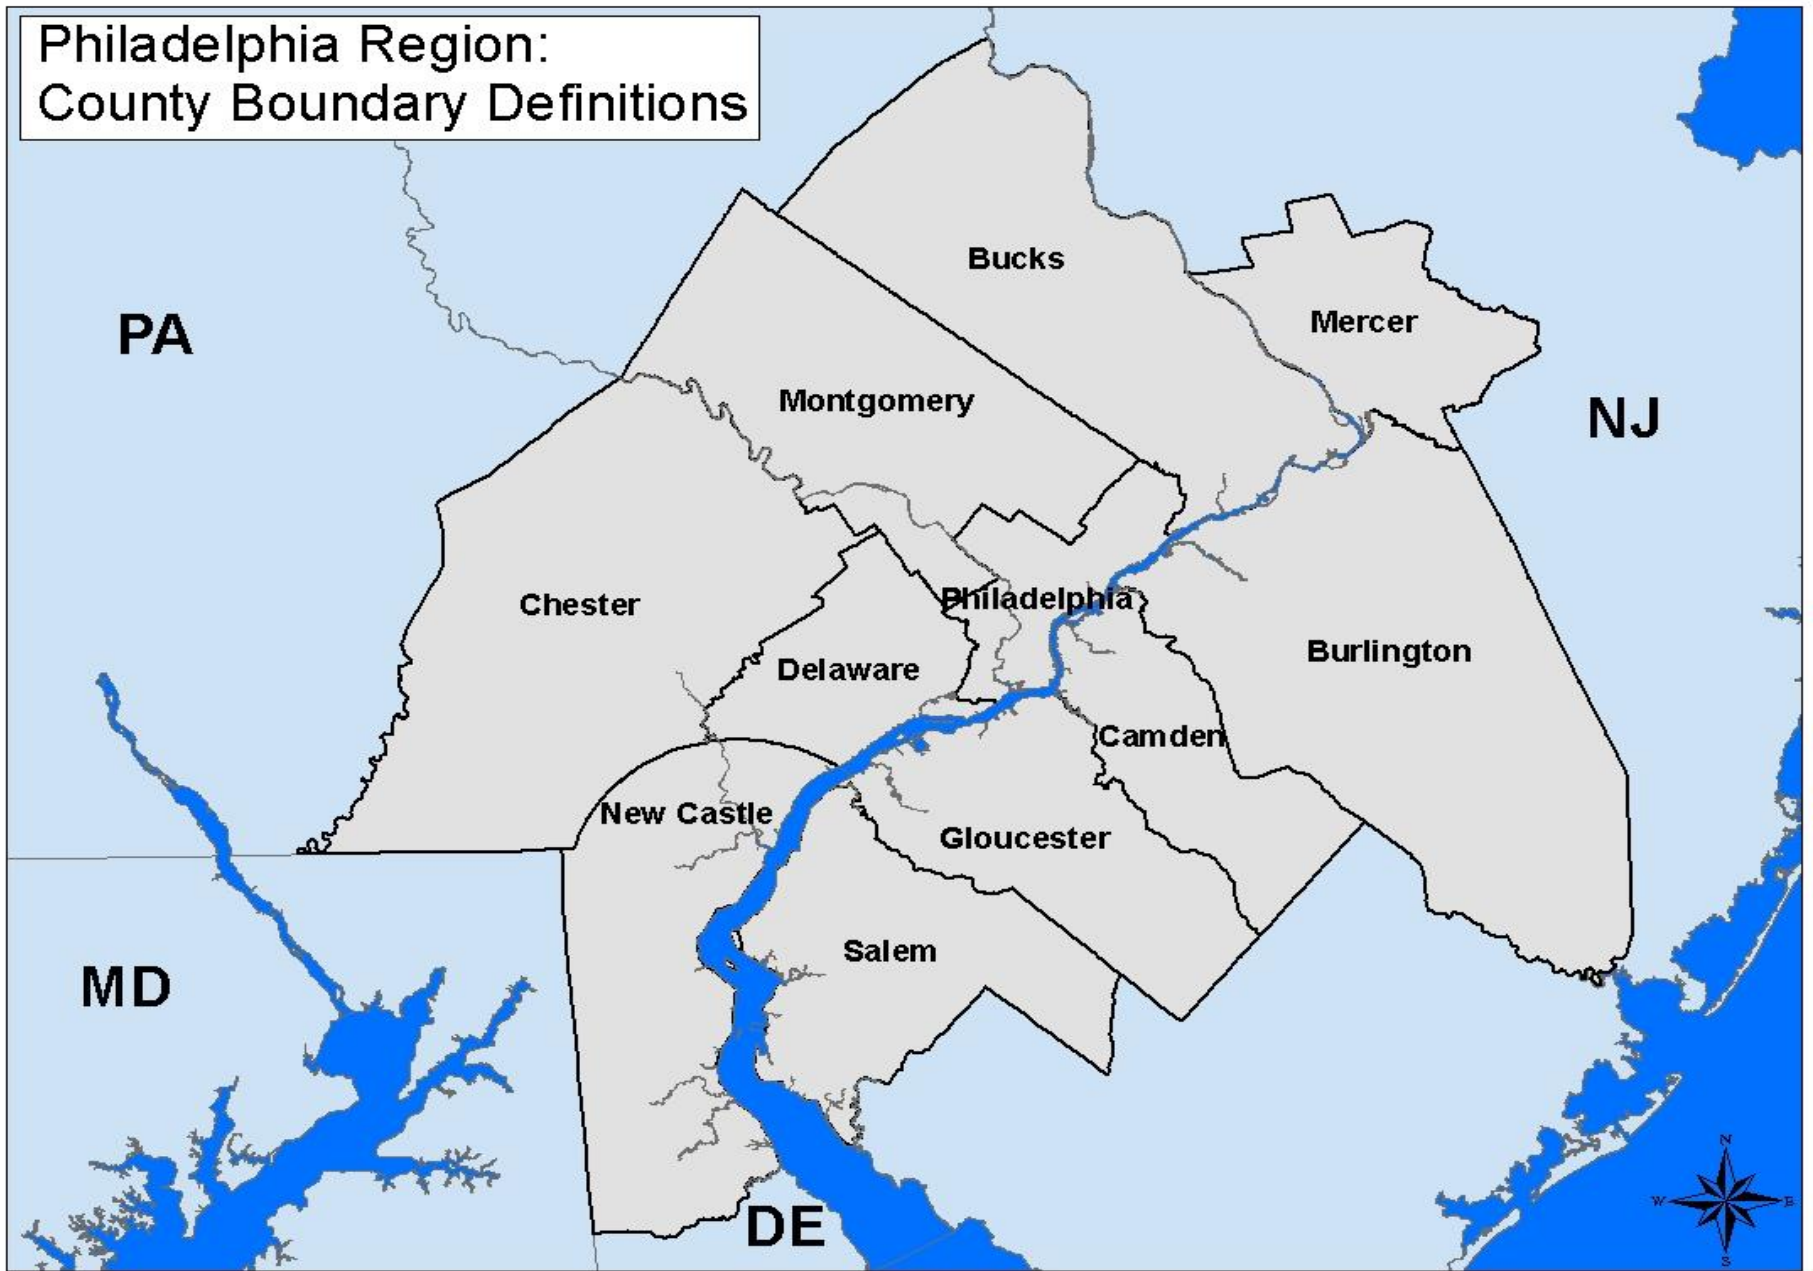 Philadelphia Region:
County Boundary Definitions
Bucks
Mercer
PA
Montgomery
NJ
Chester
Philadelphia
Burlington
Delaware
Camden
New Castle
Gloucester
Salem
MD
DE
N
W
E
S